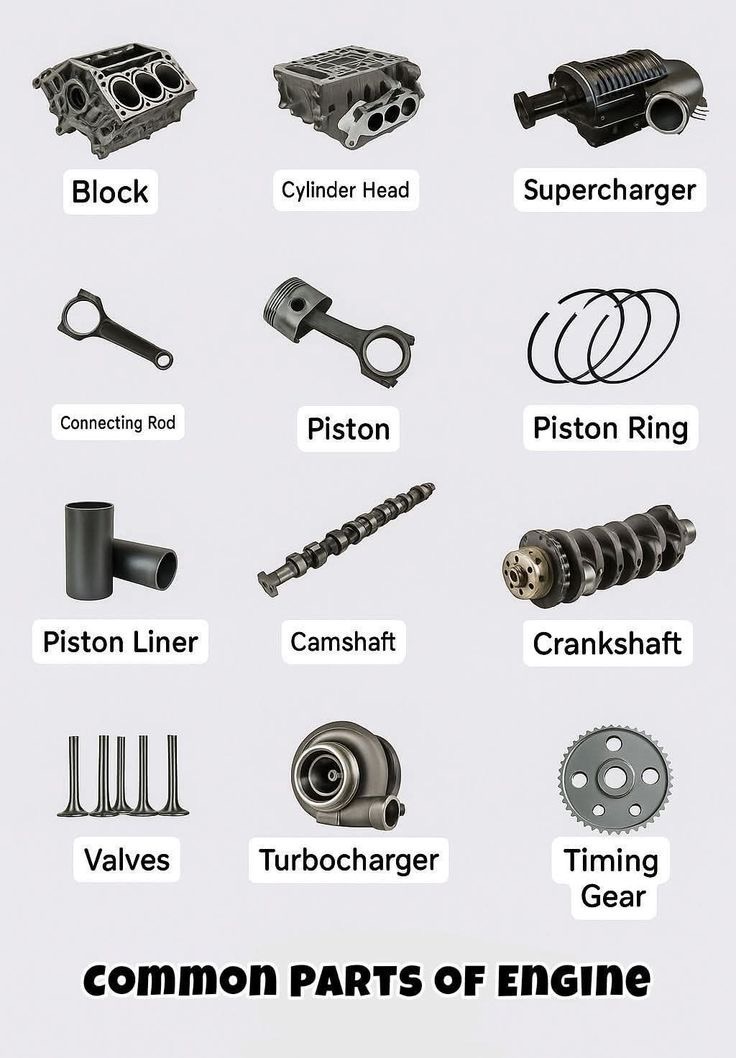 Block
Cylinder Head
Supercharger
Connecting Rod
Piston
Piston Ring
Piston Liner
Camshaft
Crankshaft
Valves
Turbocharger
Timing
Gear
COMMON PARTS OF ENGINE